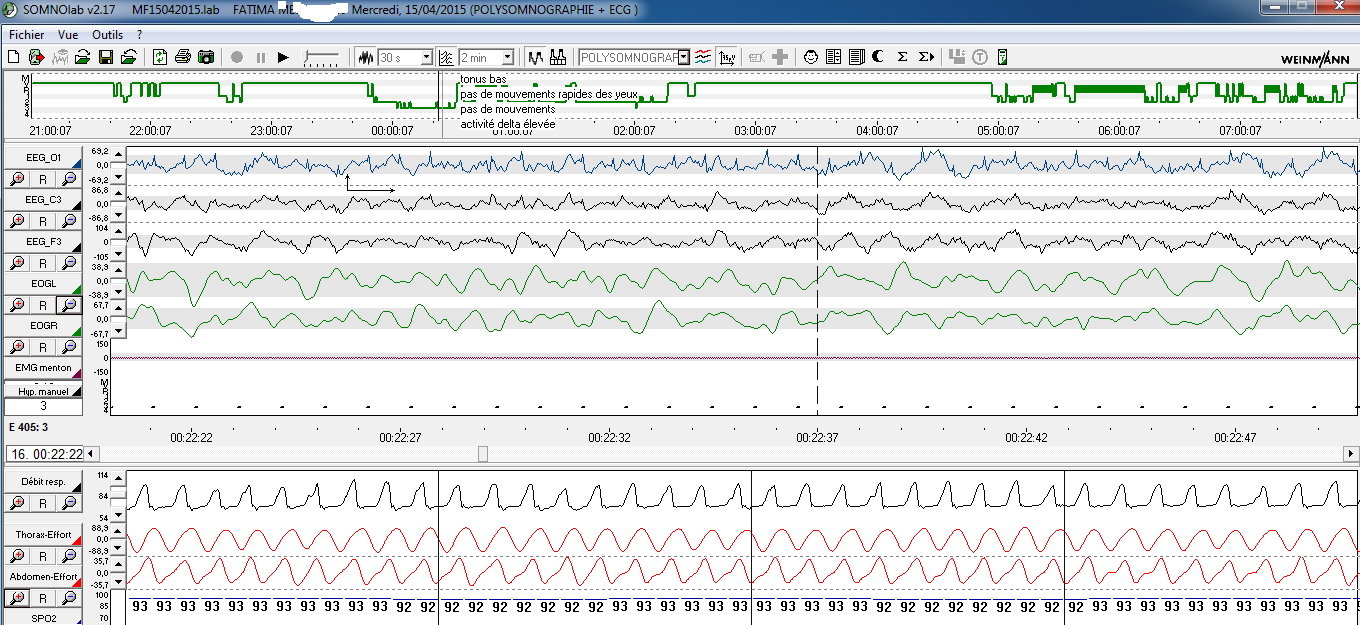 SOMNOlab v2.17 MF15042015.lab FATIMA Mercredi, 15/04/2015 (POLYSOMNOGRAPHIE + ECG )
Fichier Vue Outils ?
30 s 2 min POLYSOMNOGRAF WEINMANN
tonus bas
pas de mouvements rapides des yeux
pas de mouvements
activité delta élevée
21:00:07 22:00:07 23:00:07 00:00:07 01:00:07 02:00:07 03:00:07 04:00:07 05:00:07 06:00:07 07:00:07
EEG_O1 69,2 0,0 -69,2
R
EEG_C3 86,8 0,0 -86,8
R
EEG_F3 104 0 -105
R
EOGL 38,9 0,0 -38,9
R
EOGR 67,7 0,0 -67,7
R
EMG menton 150 0 -150
Hyp. manuel
3
E 405: 3
00:22:22 00:22:27 00:22:32 00:22:37 00:22:42 00:22:47
16. 00:22:22
Débit resp. 114 84 54
R
Thorax-Effort 88,9 0,0 -88,9
R
Abdomen-Effort 35,7 0,0 -35,7
R
SPO2 100 85 70
93 93 93 93 93 93 93 93 93 93 93 92 92 92 92 92 92 92 92 92 93 93 93 93 93 93 93 93 93 93 93 92 92 92 92 92 92 92 92 92 93 93 93 93 93 93 93 93 93 93 93